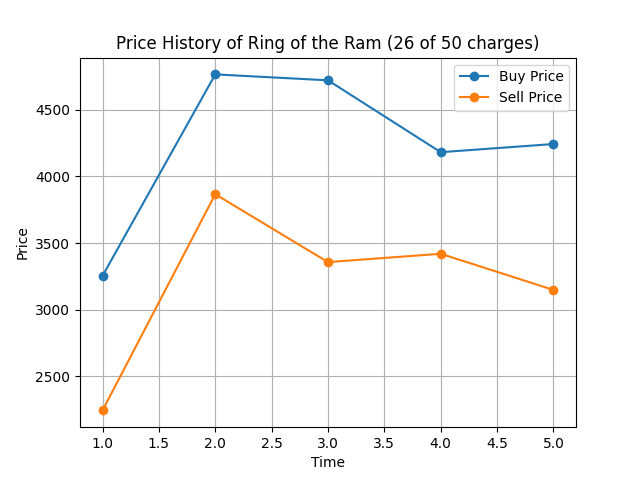 Price History of Ring of the Ram (26 of 50 charges)
Buy Price
Sell Price
Price
4500
4000
3500
3000
2500
1.0 1.5 2.0 2.5 3.0 3.5 4.0 4.5 5.0
Time